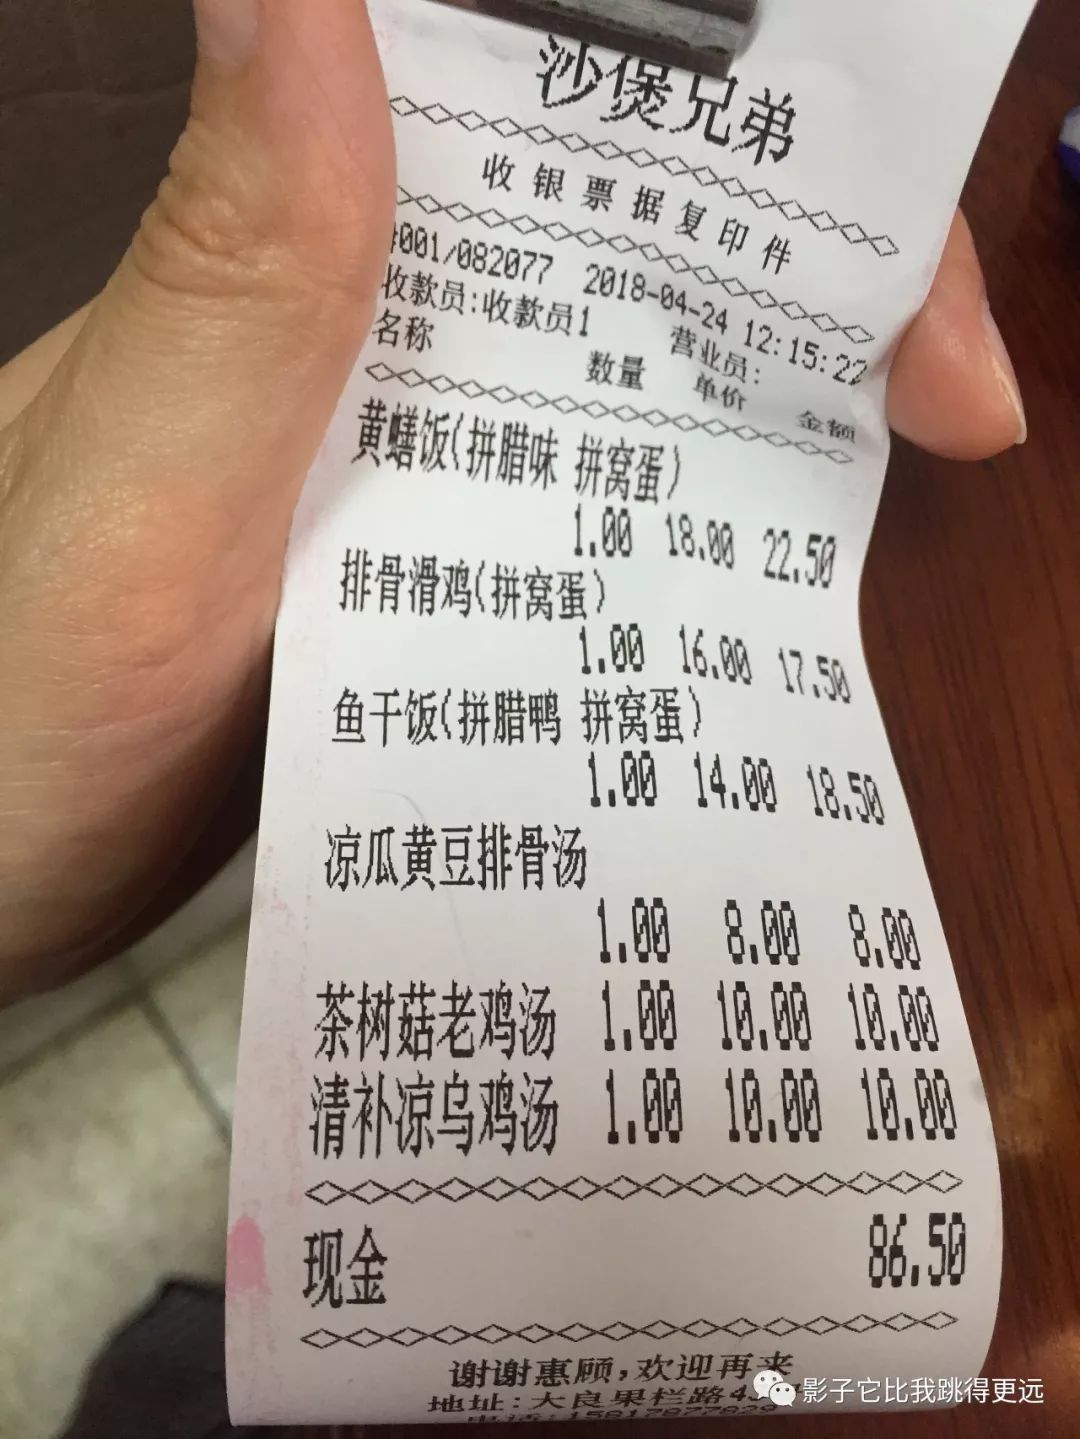 沙煲兄弟
收银票据复印件
#001/082077 2018-04-24 12:15:22
收款员:收款员1 营业员:
名称 数量 单价 金额
黄鳝饭(拼腊味 拼窝蛋)
1.00 18.00 22.50
排骨滑鸡(拼窝蛋)
1.00 16.00 17.50
鱼干饭(拼腊鸭 拼窝蛋)
1.00 14.00 18.50
凉瓜黄豆排骨汤
1.00 8.00 8.00
茶树菇老鸡汤 1.00 10.00 10.00
清补凉乌鸡汤 1.00 10.00 10.00
现金 86.50
谢谢惠顾,欢迎再来
地址:大良果栏路
电话:15817877829
影子它比我跳得更远